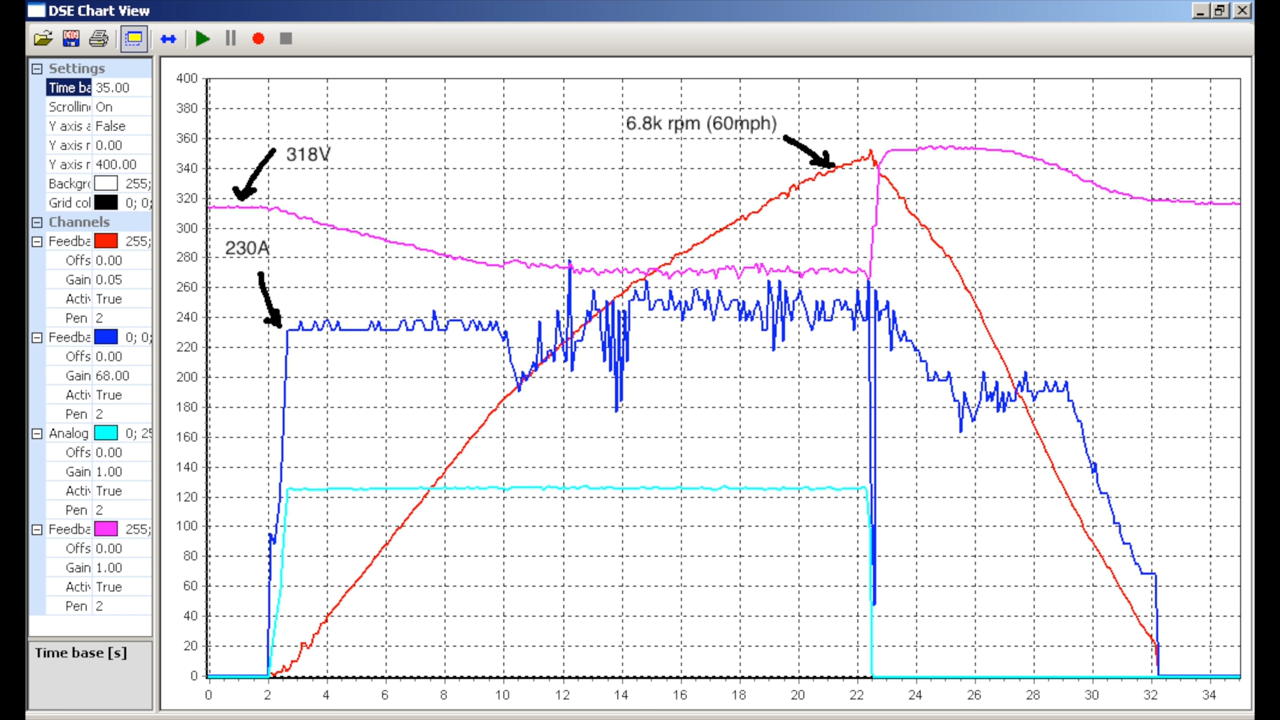 DSE Chart View
Settings
Time ba 35.00
Scrollin On
Y axis a False
Y axis r 0.00
Y axis r 400.00
Backgr 255;
Grid col 0; 0;
Channels
Feedba 255;
Offs 0.00
Gain 0.05
Acti True
Pen 2
Feedba 0; 0;
Offs 0.00
Gain 68.00
Acti True
Pen 2
Analog 0; 25
Offs 0.00
Gain 1.00
Acti True
Pen 2
Feedba 255;
Offs 0.00
Gain 1.00
Acti True
Pen 2
Time base [s]
400
380
360
340
320
300
280
260
240
220
200
180
160
140
120
100
80
60
40
20
0
318V
230A
6.8k rpm (60mph)
0 2 4 6 8 10 12 14 16 18 20 22 24 26 28 30 32 34